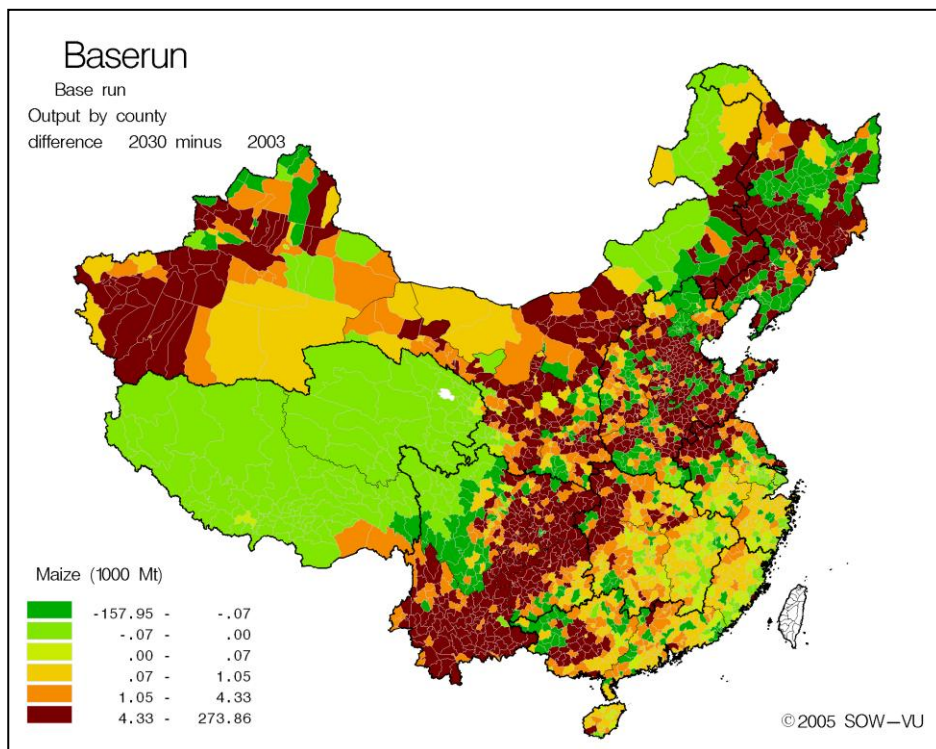 Baserun
Base run
Output by county
difference 2030 minus 2003
Maize (1000 Mt)
-157.95 - -.07
-.07 - .00
.00 - .07
.07 - 1.05
1.05 - 4.33
4.33 - 273.86
©2005 SOW-VU